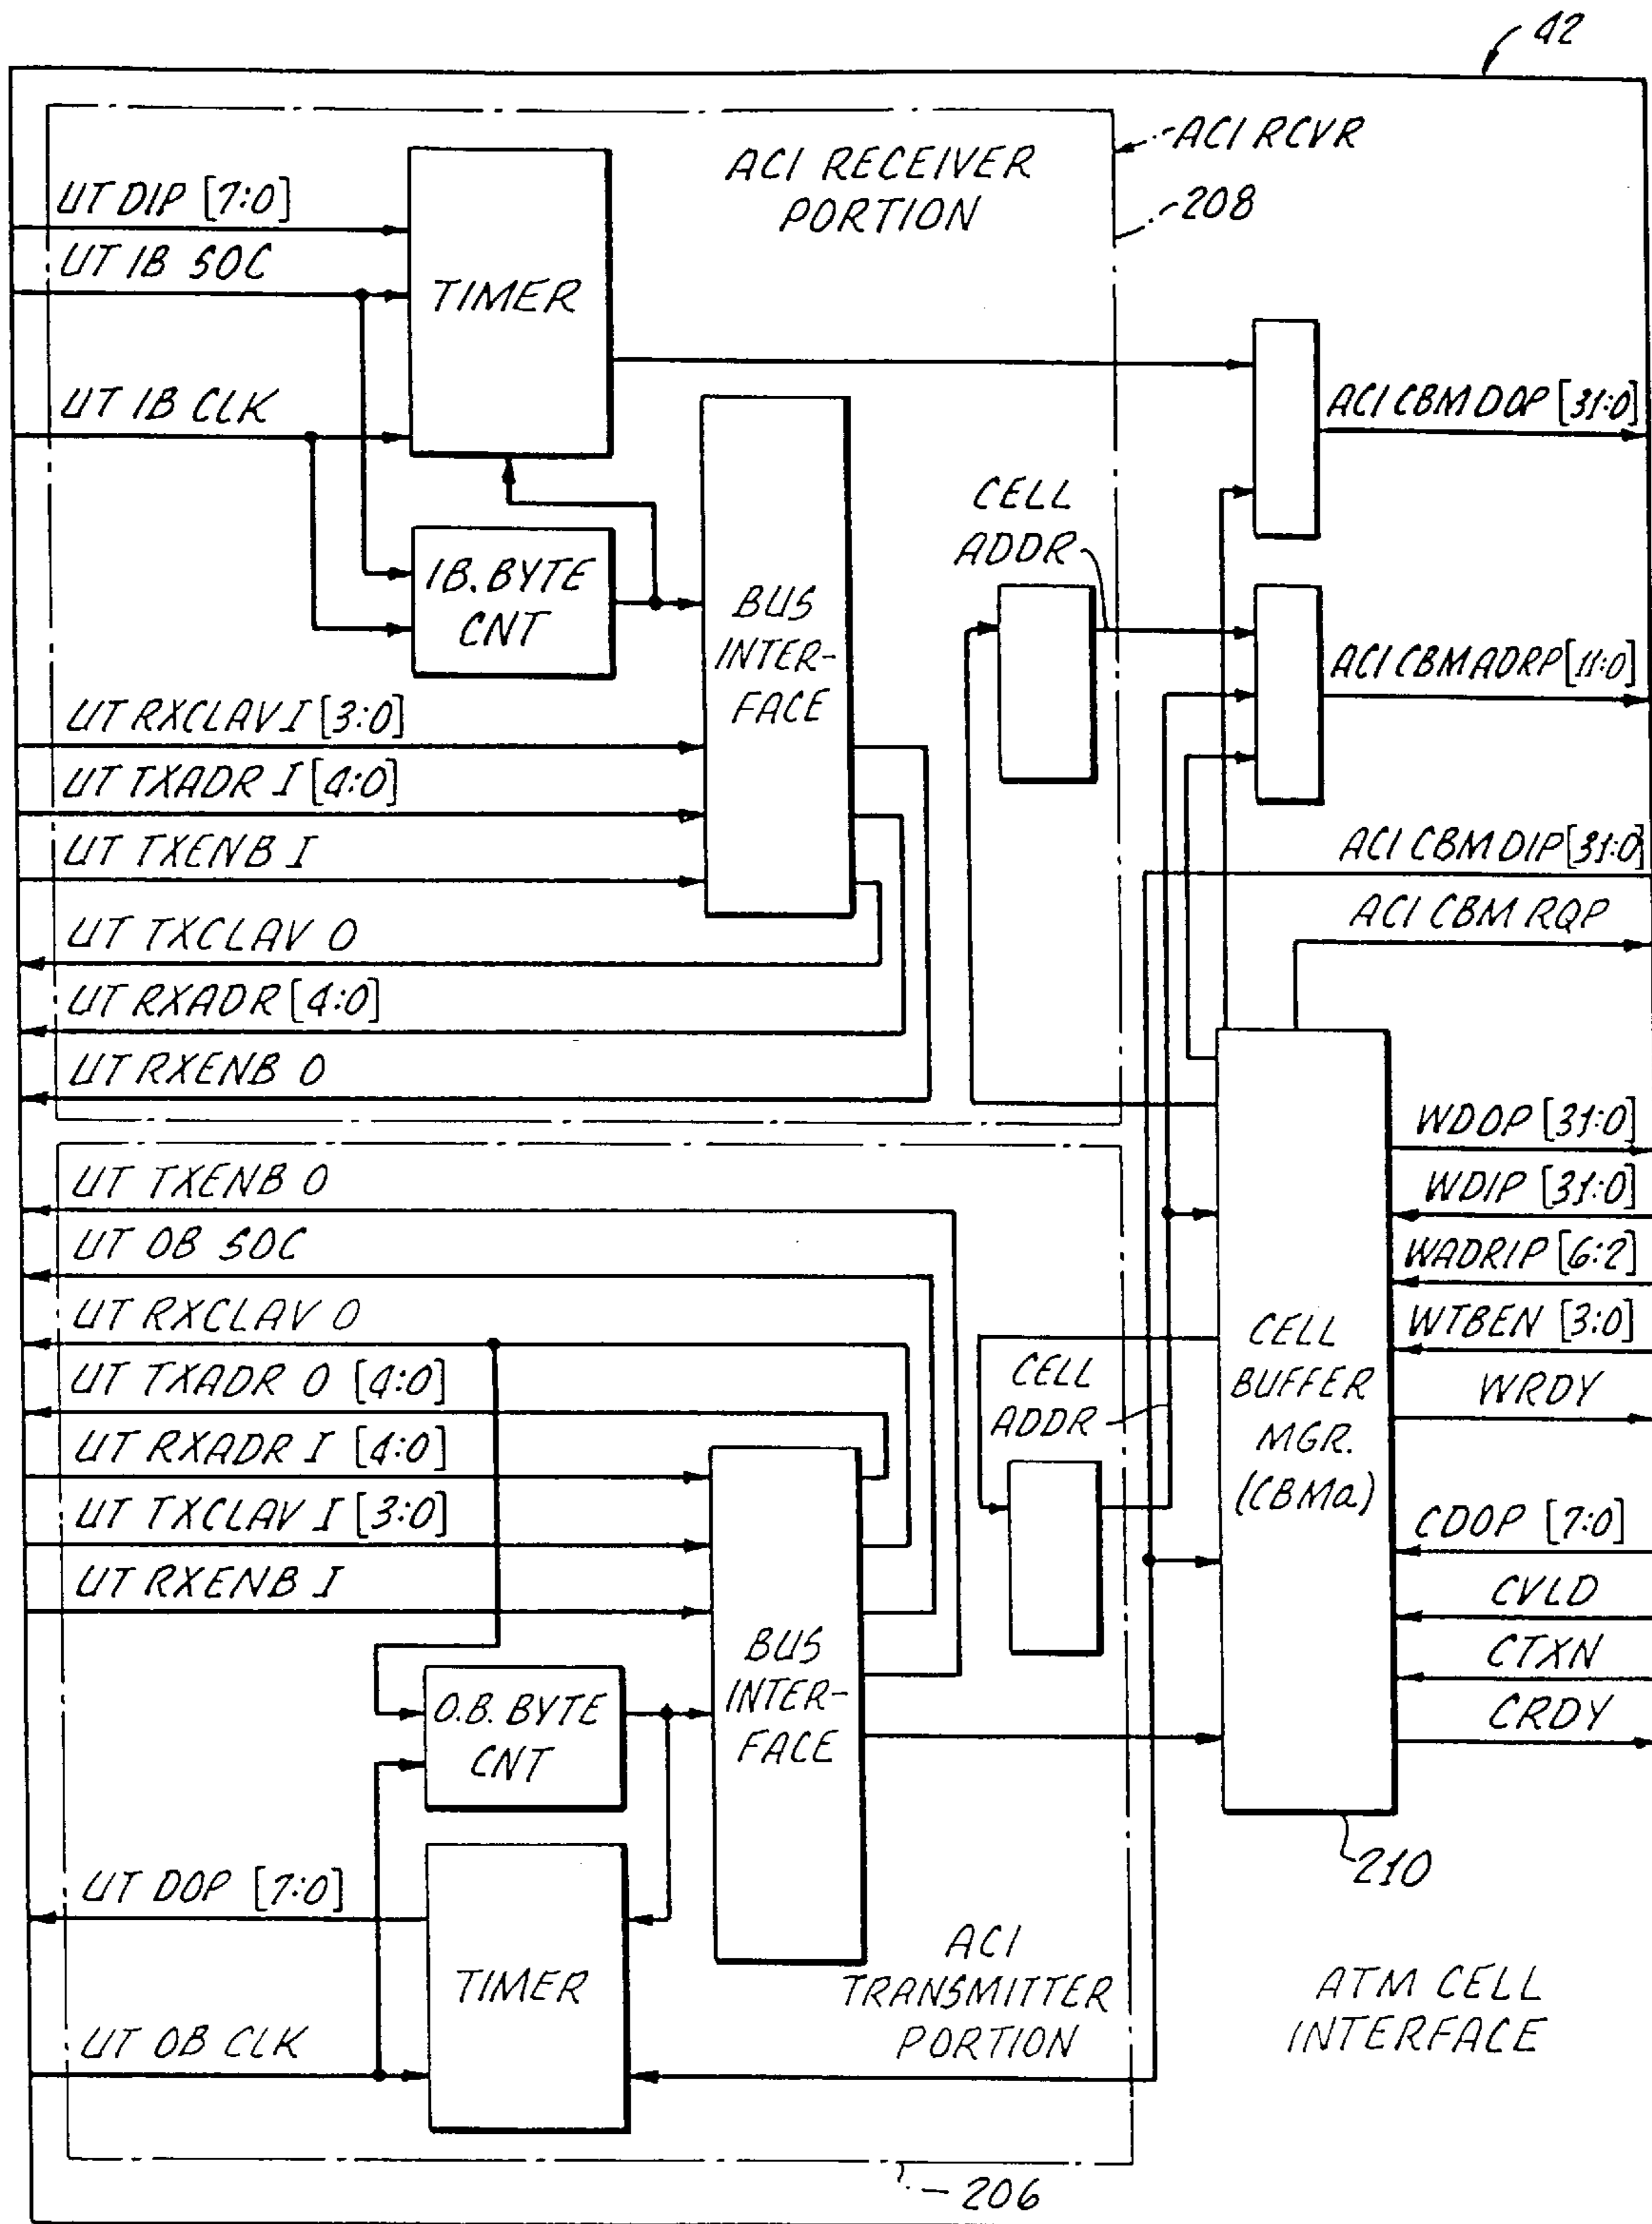 42
ACI RCVR
208
ACI RECEIVER
PORTION
UT DIP [7:0]
UT IB SOC
TIMER
UT IB CLK
IB. BYTE
CNT
BUS
INTER-
FACE
CELL
ADDR
ACI CBM DOP [31:0]
ACI CBM ADRP [11:0]
UT RXCLAV I [3:0]
UT TXADR I [4:0]
UT TXENB I
UT TXCLAV O
UT RXADR [4:0]
UT RXENB O
ACI CBM DIP [31:0]
ACI CBM RQP
WDOP [31:0]
WDIP [31:0]
WADRIP [6:2]
WTBEN [3:0]
WRDY
CELL
BUFFER
MGR.
(CBMa)
CDOP [7:0]
CVLD
CTXN
CRDY
210
UT TXENB O
UT OB SOC
UT RXCLAV O
UT TXADR O [4:0]
UT RXADR I [4:0]
UT TXCLAV I [3:0]
UT RXENB I
CELL
ADDR
O.B. BYTE
CNT
BUS
INTER-
FACE
UT DOP [7:0]
TIMER
UT OB CLK
ACI
TRANSMITTER
PORTION
ATM CELL
INTERFACE
206